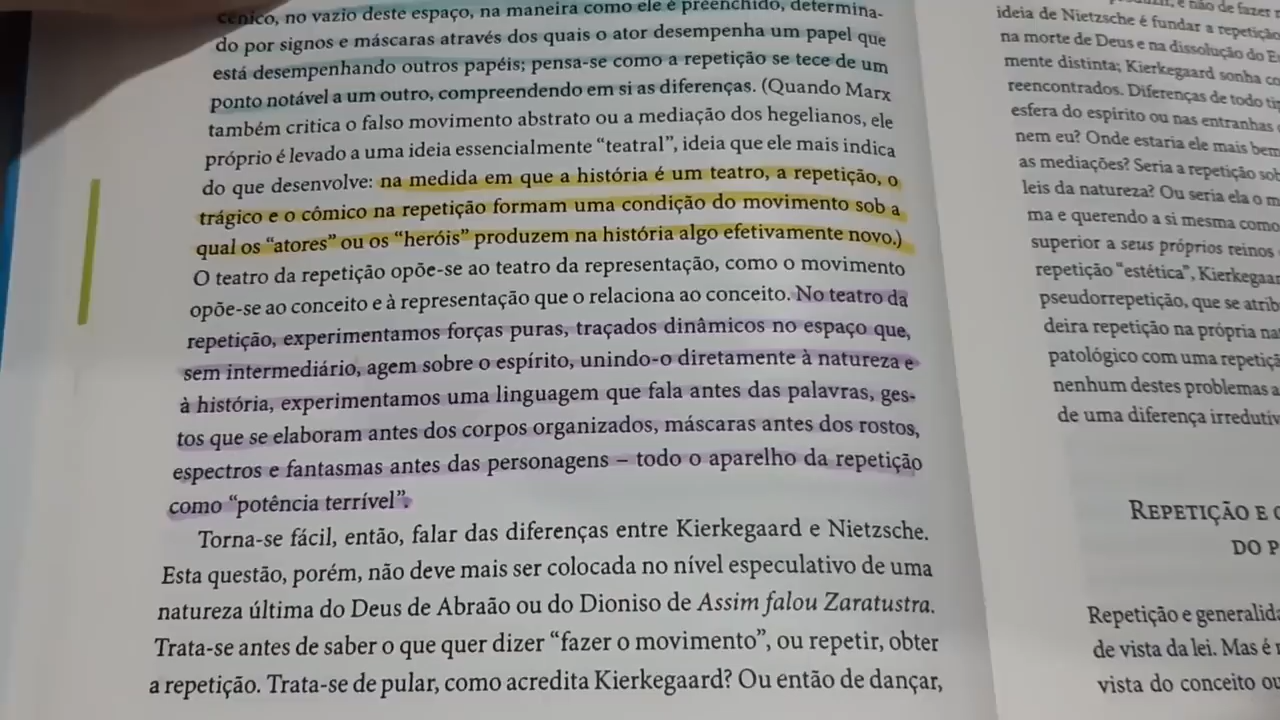 cênico, no vazio deste espaço, na maneira como ele é preenchido, determina-
do por signos e máscaras através dos quais o ator desempenha um papel que
está desempenhando outros papéis; pensa-se como a repetição se tece de um
ponto notável a um outro, compreendendo em si as diferenças. (Quando Marx
também critica o falso movimento abstrato ou a mediação dos hegelianos, ele
próprio é levado a uma ideia essencialmente “teatral”, ideia que ele mais indica
do que desenvolve: na medida em que a história é um teatro, a repetição, o
trágico e o cômico na repetição formam uma condição do movimento sob a
qual os “atores” ou os “heróis” produzem na história algo efetivamente novo.)
O teatro da repetição opõe-se ao teatro da representação, como o movimento
opõe-se ao conceito e à representação que o relaciona ao conceito. No teatro da
repetição, experimentamos forças puras, traçados dinâmicos no espaço que,
sem intermediário, agem sobre o espírito, unindo-o diretamente à natureza e
à história, experimentamos uma linguagem que fala antes das palavras, ges-
tos que se elaboram antes dos corpos organizados, máscaras antes dos rostos,
espectros e fantasmas antes das personagens – todo o aparelho da repetição
como “potência terrível”.
Torna-se fácil, então, falar das diferenças entre Kierkegaard e Nietzsche.
Esta questão, porém, não deve mais ser colocada no nível especulativo de uma
natureza última do Deus de Abraão ou do Dioniso de Assim falou Zaratustra.
Trata-se antes de saber o que quer dizer “fazer o movimento”, ou repetir, obter
a repetição. Trata-se de pular, como acredita Kierkegaard? Ou então de dançar,
e não de fazer
ideia de Nietzsche é fundar a repetição
na morte de Deus e na dissolução do
mente distinta; Kierkegaard sonha
reencontrados. Diferenças de todo
esfera do espírito ou nas entranhas
nem eu? Onde estaria ele mais bem
as mediações? Seria a repetição
leis da natureza? Ou seria ela o
ma e querendo a si mesma como
superior a seus próprios reinos
repetição “estética”,
pseudorrepetição, que se
deira repetição na própria
patológico com uma
nenhum destes problemas
de uma diferença
REPETIÇÃO E
DO
Repetição e
de vista da lei. Mas é
vista do conceito ou